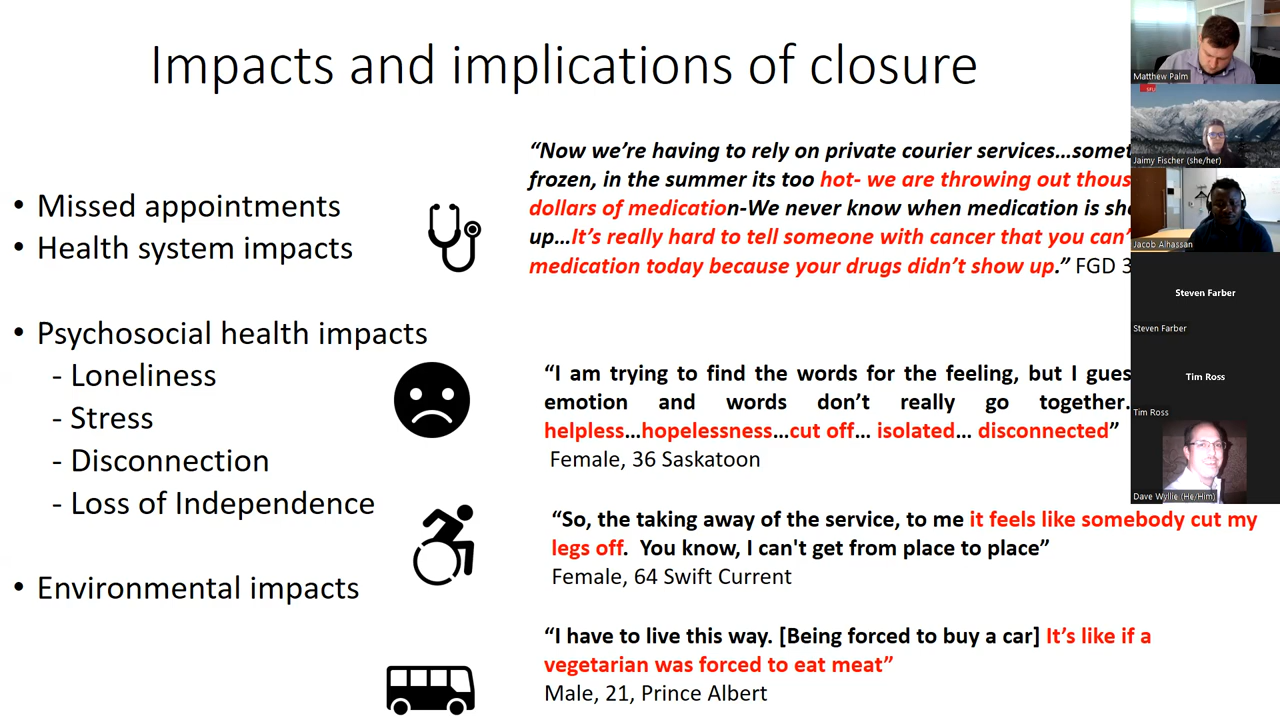 Impacts and implications of closure
• Missed appointments
• Health system impacts
• Psychosocial health impacts
- Loneliness
- Stress
- Disconnection
- Loss of Independence
• Environmental impacts
“Now we’re having to rely on private courier services…somet
frozen, in the summer its too hot- we are throwing out thous
dollars of medication-We never know when medication is sh
up…It’s really hard to tell someone with cancer that you can’
medication today because your drugs didn’t show up.” FGD 3
“I am trying to find the words for the feeling, but I gues
emotion and words don’t really go together.
helpless…hopelessness…cut off… isolated… disconnected”
Female, 36 Saskatoon
“So, the taking away of the service, to me it feels like somebody cut my
legs off. You know, I can't get from place to place”
Female, 64 Swift Current
“I have to live this way. [Being forced to buy a car] It’s like if a
vegetarian was forced to eat meat”
Male, 21, Prince Albert
Matthew Palm
SFU
Jaimy Fischer (she/her)
Jacob Alhassan
Steven Farber
Steven Farber
Tim Ross
Tim Ross
Dave Wyllie (He/Him)